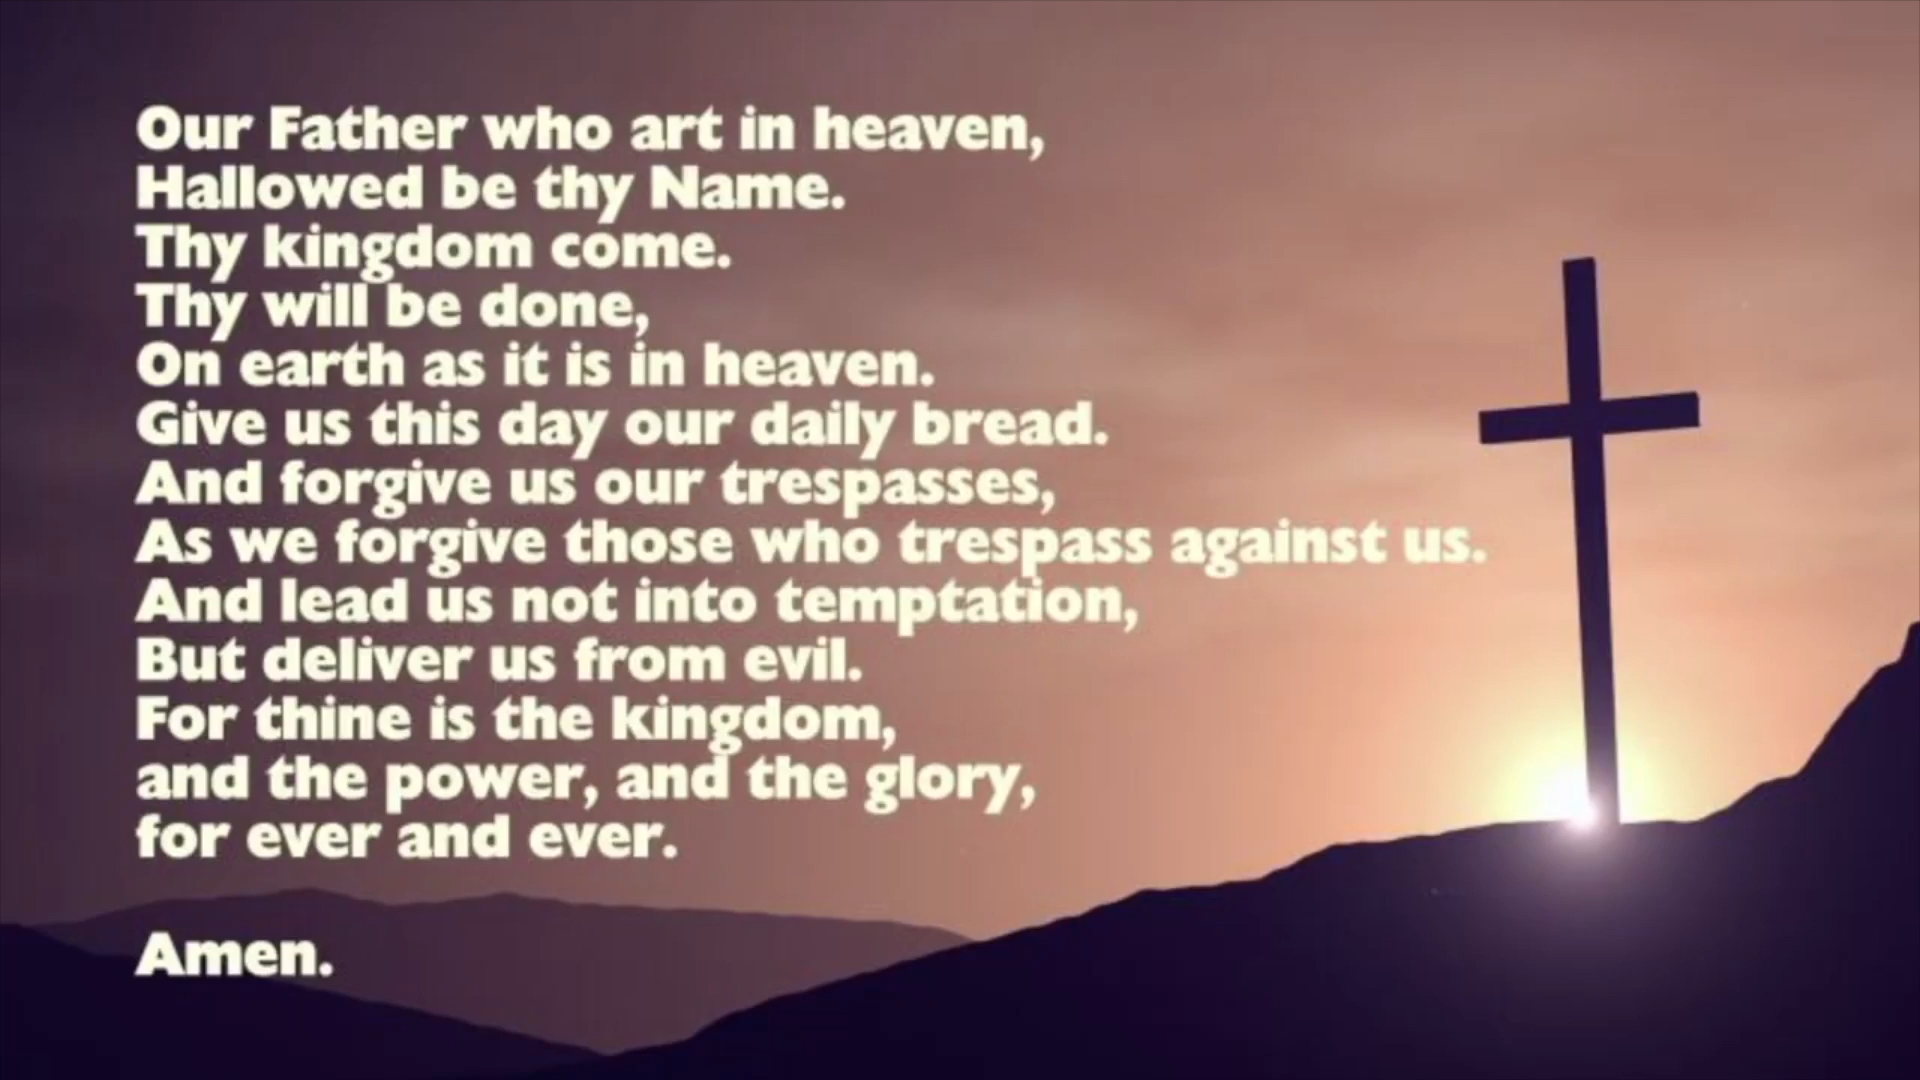 Our Father who art in heaven,
Hallowed be thy Name.
Thy kingdom come.
Thy will be done,
On earth as it is in heaven.
Give us this day our daily bread.
And forgive us our trespasses,
As we forgive those who trespass against us.
And lead us not into temptation,
But deliver us from evil.
For thine is the kingdom,
and the power, and the glory,
for ever and ever.
Amen.